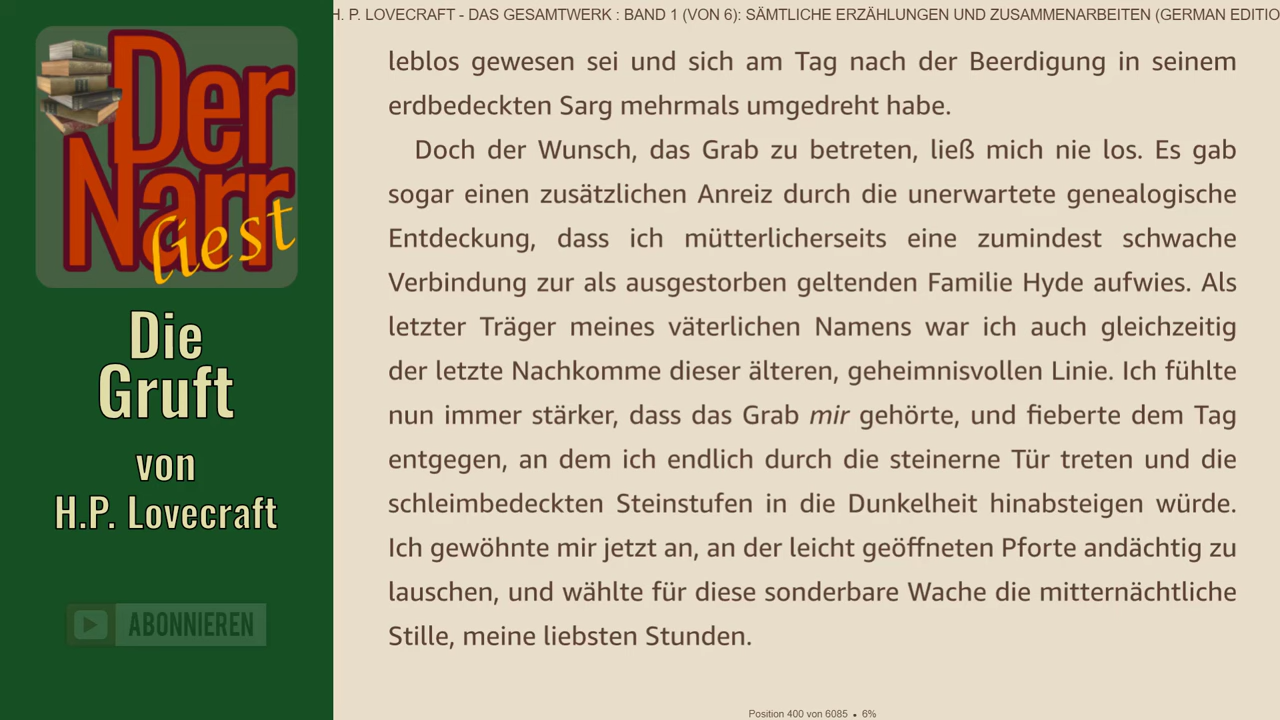 Der
Narr
liest
Die
Gruft
von
H.P. Lovecraft
ABONNIEREN
H. P. LOVECRAFT - DAS GESAMTWERK : BAND 1 (VON 6): SÄMTLICHE ERZÄHLUNGEN UND ZUSAMMENARBEITEN (GERMAN EDITIO
leblos gewesen sei und sich am Tag nach der Beerdigung in seinem
erdbedeckten Sarg mehrmals umgedreht habe.
Doch der Wunsch, das Grab zu betreten, ließ mich nie los. Es gab
sogar einen zusätzlichen Anreiz durch die unerwartete genealogische
Entdeckung, dass ich mütterlicherseits eine zumindest schwache
Verbindung zur als ausgestorben geltenden Familie Hyde aufwies. Als
letzter Träger meines väterlichen Namens war ich auch gleichzeitig
der letzte Nachkomme dieser älteren, geheimnisvollen Linie. Ich fühlte
nun immer stärker, dass das Grab mir gehörte, und fieberte dem Tag
entgegen, an dem ich endlich durch die steinerne Tür treten und die
schleimbedeckten Steinstufen in die Dunkelheit hinabsteigen würde.
Ich gewöhnte mir jetzt an, an der leicht geöffneten Pforte andächtig zu
lauschen, und wählte für diese sonderbare Wache die mitternächtliche
Stille, meine liebsten Stunden.
Position 400 von 6085 • 6%